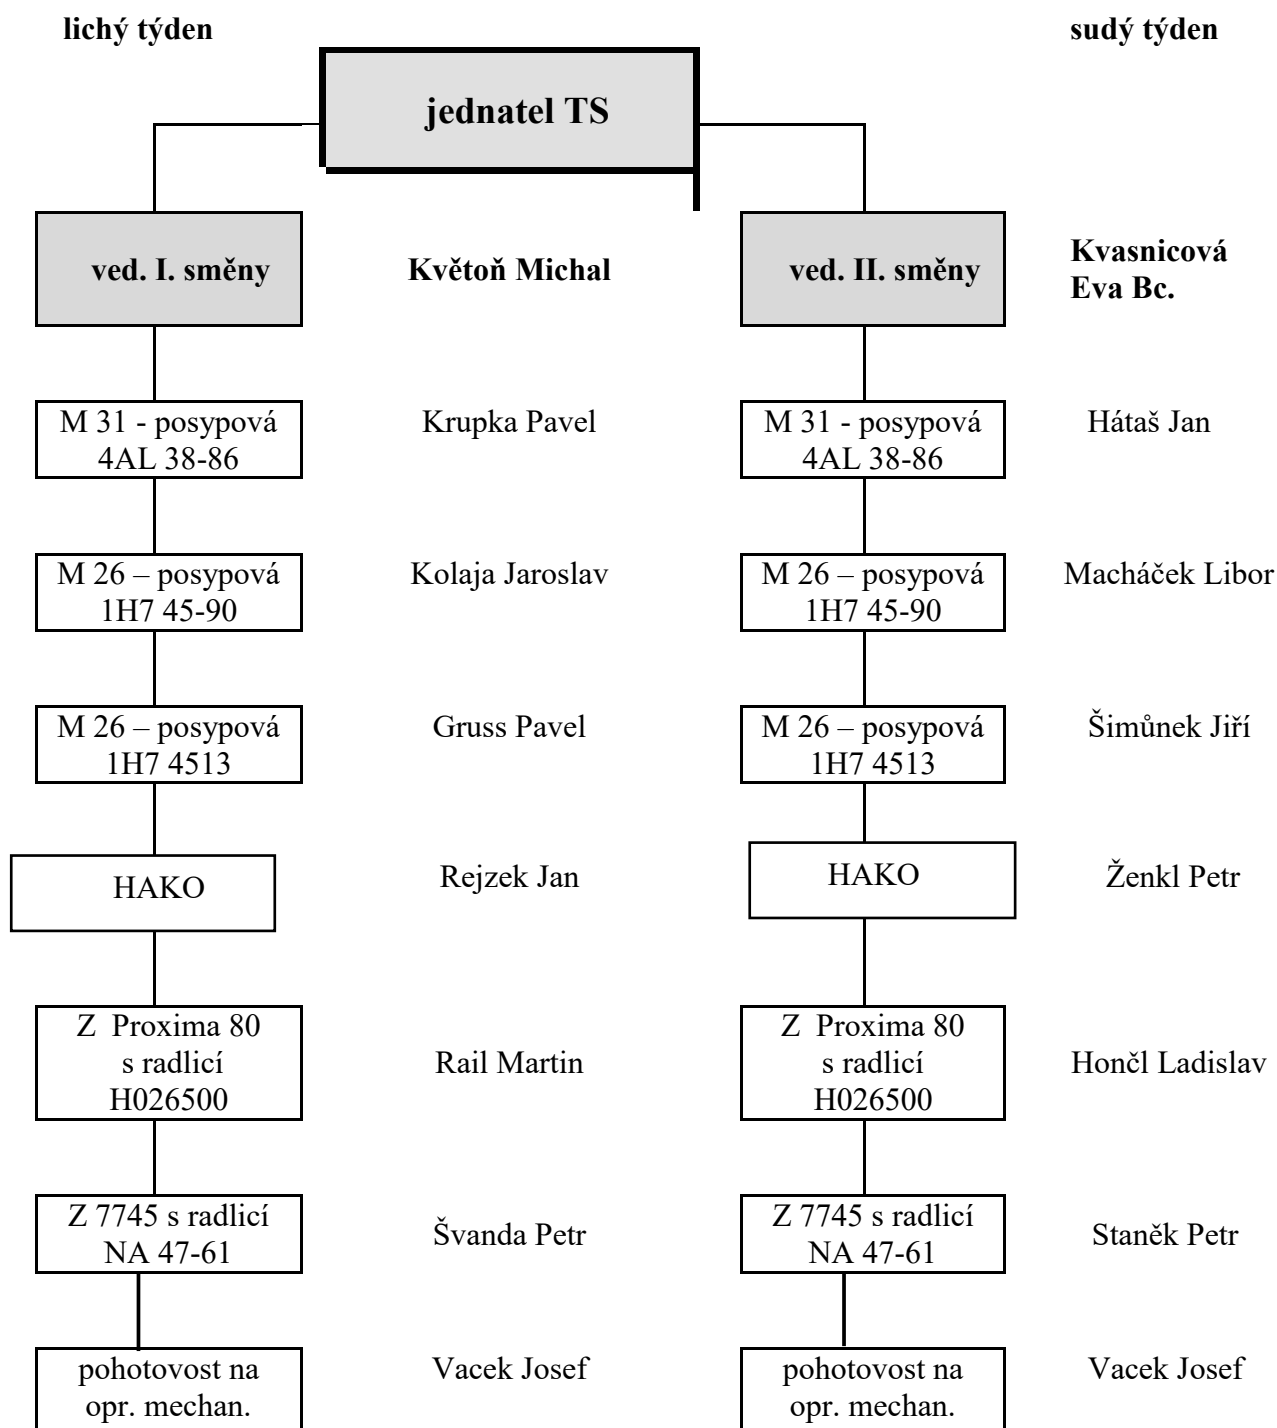 lichý týden
sudý týden
jednatel TS
ved. I. směny
Květoň Michal
ved. II. směny
Kvasnicová
Eva Bc.
M 31 - posypová
4AL 38-86
Krupka Pavel
M 31 - posypová
4AL 38-86
Hátaš Jan
M 26 – posypová
1H7 45-90
Kolaja Jaroslav
M 26 – posypová
1H7 45-90
Macháček Libor
M 26 – posypová
1H7 4513
Gruss Pavel
M 26 – posypová
1H7 4513
Šimůnek Jiří
HAKO
Rejzek Jan
HAKO
Ženkl Petr
Z Proxima 80
s radlicí
H026500
Rail Martin
Z Proxima 80
s radlicí
H026500
Hončl Ladislav
Z 7745 s radlicí
NA 47-61
Švanda Petr
Z 7745 s radlicí
NA 47-61
Staněk Petr
pohotovost na
opr. mechan.
Vacek Josef
pohotovost na
opr. mechan.
Vacek Josef